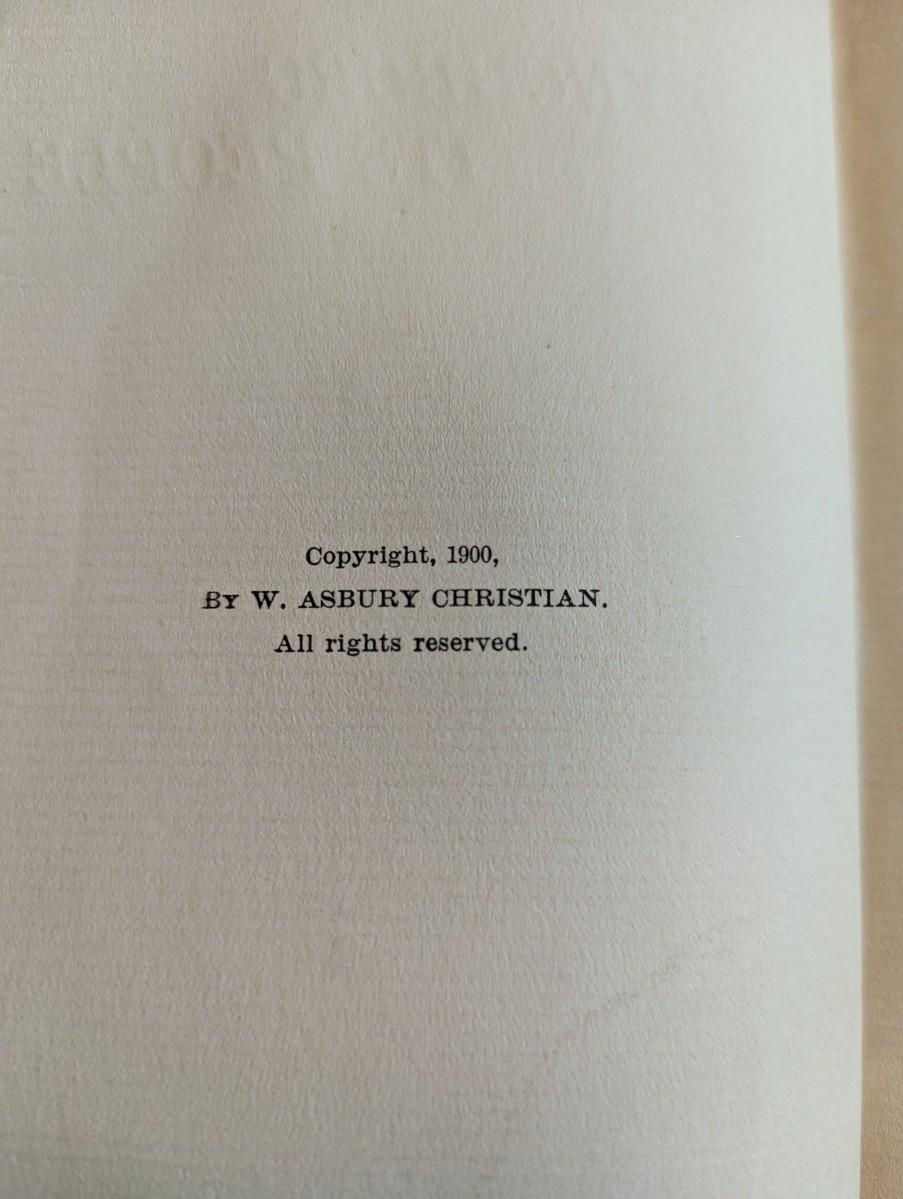 Copyright, 1900,
BY W. ASBURY CHRISTIAN.
All rights reserved.